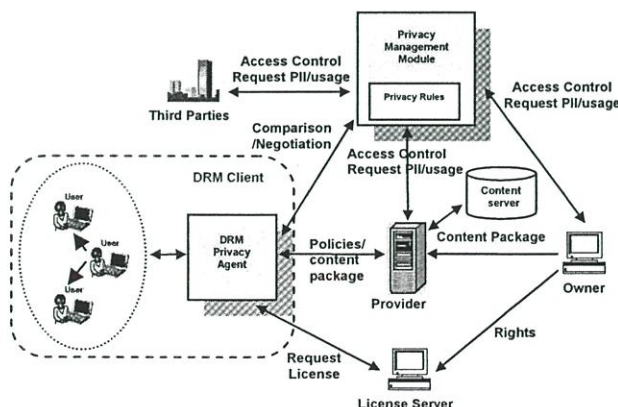 Privacy
Management
Module
Privacy Rules
Access Control
Request PII/usage
Third Parties
Access Control
Request PII/usage
Comparison
/Negotiation
Access Control
Request PII/usage
DRM Client
Content
server
User
User
User
DRM
Privacy
Agent
Policies/
content
package
Content Package
Provider
Owner
Rights
Request
License
License Server